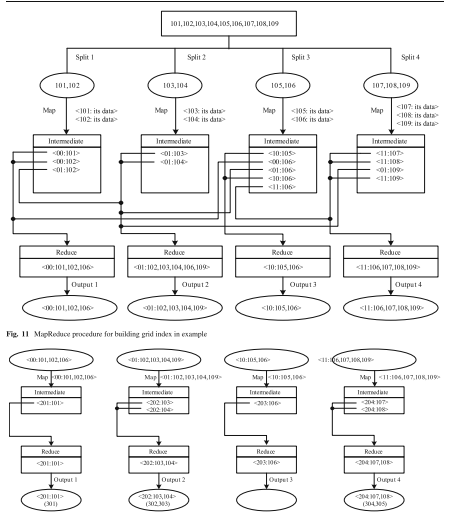 101,102,103,104,105,106,107,108,109
Split 1
Split 2
Split 3
Split 4
101,102
103,104
105,106
107,108,109
Map
<101: its data>
<102: its data>
Map
<103: its data>
<104: its data>
Map
<105: its data>
<106: its data>
Map
<107: its data>
<108: its data>
<109: its data>
Intermediate
<00:101>
<00:102>
<01:102>
Intermediate
<01:103>
<01:104>
Intermediate
<10:105>
<00:106>
<01:106>
<10:106>
<11:106>
Intermediate
<11:107>
<11:108>
<01:109>
<11:109>
Reduce
<00:101,102,106>
Reduce
<01:102,103,104,106,109>
Reduce
<10:105,106>
Reduce
<11:106,107,108,109>
Output 1
Output 2
Output 3
Output 4
<00:101,102,106>
<01:102,103,104,109>
<10:105,106>
<11:106,107,108,109>
Fig. 11 MapReduce procedure for building grid index in example
<00:101,102,106>
<01:102,103,104,109>
<10:105,106>
<11:106,107,108,109>
Map
<00:101,102,106>
Map
<01:102,103,104,109>
Map
<10:105,106>
Map
<11:106,107,108,109>
Intermediate
<201:101>
Intermediate
<202:103>
<202:104>
Intermediate
<203:106>
Intermediate
<204:107>
<204:108>
Reduce
<201:101>
Reduce
<202:103,104>
Reduce
<203:106>
Reduce
<204:107,108>
Output 1
Output 2
Output 3
Output 4
<201:101>
(301)
<202:103,104>
(302,303)
<204:107,108>
(304,305)